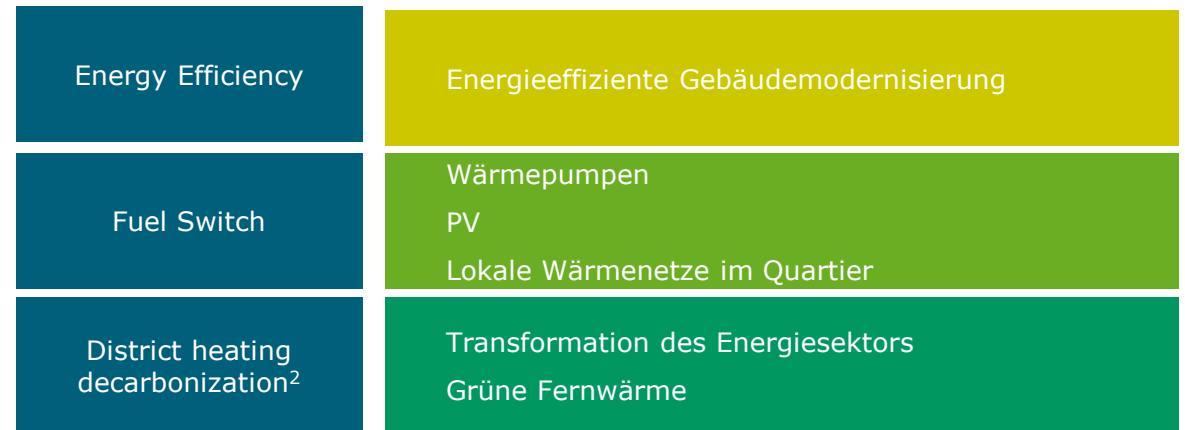 Energy Efficiency
Energieeffiziente Gebäudemodernisierung
Fuel Switch
Wärmepumpen
PV
Lokale Wärmenetze im Quartier
District heating
decarbonization²
Transformation des Energiesektors
Grüne Fernwärme